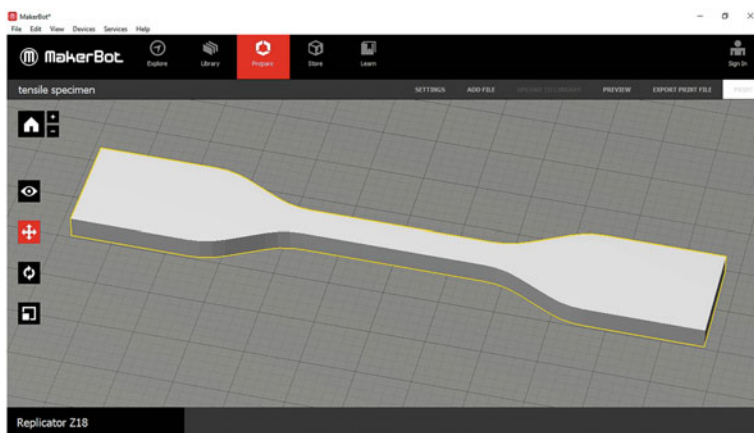 MakerBot*
File Edit View Devices Services Help
MakerBot
Explore
Library
Prepare
Store
Learn
Sign In
tensile specimen
SETTINGS
ADD FILE
PREVIEW
EXPORT PRINT FILE
Replicator Z18